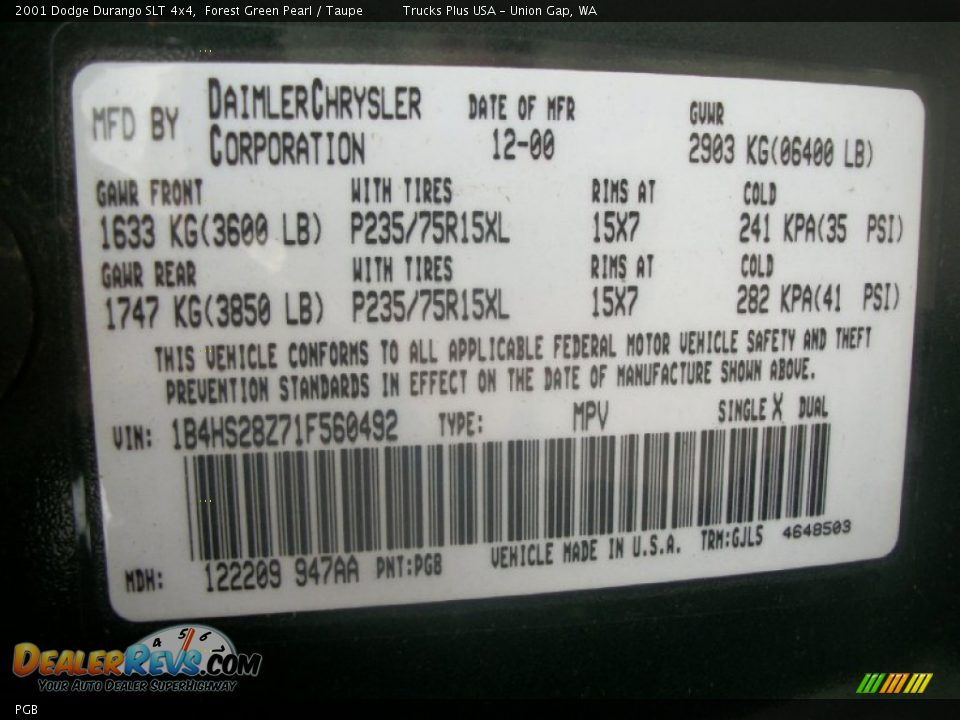 2001 Dodge Durango SLT 4x4,  Forest Green Pearl / Taupe          Trucks Plus USA – Union Gap, WA
MFD BY DAIMLERCHRYSLER CORPORATION DATE OF MFR 12-00 GVWR 2903 KG(06400 LB)
GAWR FRONT WITH TIRES RIMS AT COLD
1633 KG(3600 LB) P235/75R15XL 15X7 241 KPA(35 PSI)
GAWR REAR WITH TIRES RIMS AT COLD
1747 KG(3850 LB) P235/75R15XL 15X7 282 KPA(41 PSI)
THIS VEHICLE CONFORMS TO ALL APPLICABLE FEDERAL MOTOR VEHICLE SAFETY AND THEFT
PREVENTION STANDARDS IN EFFECT ON THE DATE OF MANUFACTURE SHOWN ABOVE.
VIN: 1B4HS28Z71F560492 TYPE: MPV SINGLE X DUAL
MDH: 122209 947AA PNT:PGB VEHICLE MADE IN U.S.A. TRM:GJL5 4648503
DEALERREVS.COM
YOUR AUTO DEALER SUPERHIGHWAY
PGB